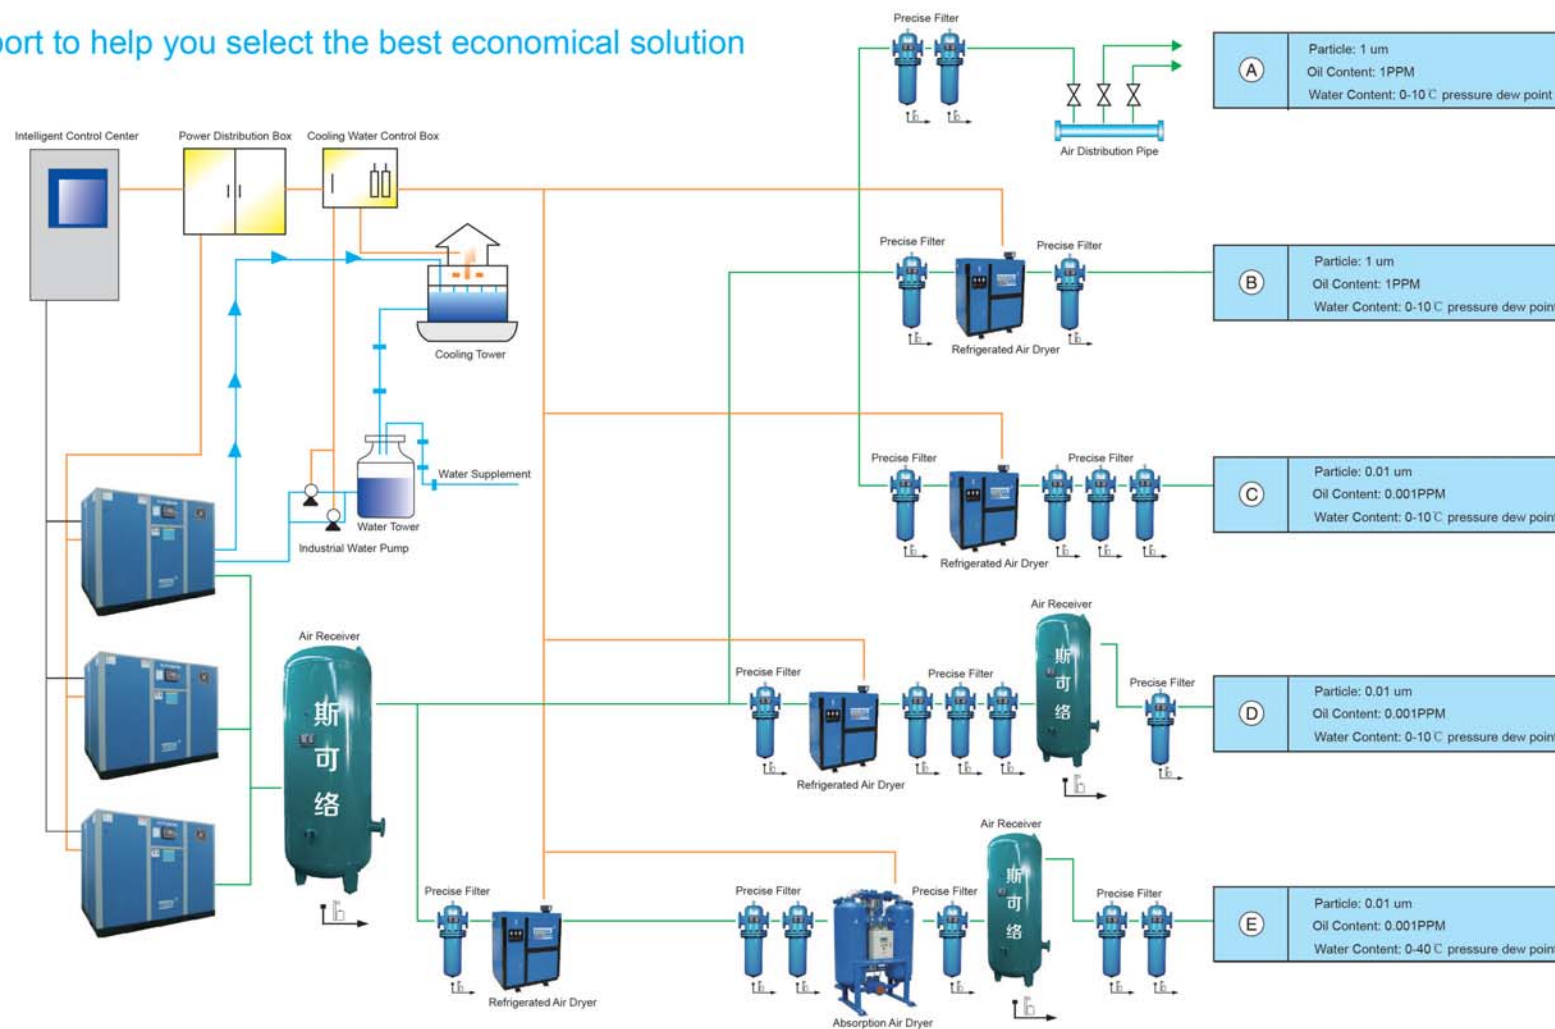 ort to help you select the best economical solution
Precise Filter
A
Particle: 1 um
Oil Content: 1PPM
Water Content: 0-10℃ pressure dew point
Air Distribution Pipe
Intelligent Control Center
Power Distribution Box
Cooling Water Control Box
Precise Filter
Precise Filter
B
Particle: 1 um
Oil Content: 1PPM
Water Content: 0-10℃ pressure dew point
Refrigerated Air Dryer
Cooling Tower
Precise Filter
Precise Filter
C
Particle: 0.01 um
Oil Content: 0.001PPM
Water Content: 0-10℃ pressure dew point
Refrigerated Air Dryer
Water Supplement
Water Tower
Industrial Water Pump
Air Receiver
斯
可
络
Air Receiver
斯
可
络
Precise Filter
Precise Filter
Precise Filter
D
Particle: 0.01 um
Oil Content: 0.001PPM
Water Content: 0-10℃ pressure dew point
Refrigerated Air Dryer
Air Receiver
斯
可
络
Precise Filter
Precise Filter
Precise Filter
Precise Filter
E
Particle: 0.01 um
Oil Content: 0.001PPM
Water Content: 0-40℃ pressure dew point
Refrigerated Air Dryer
Absorption Air Dryer